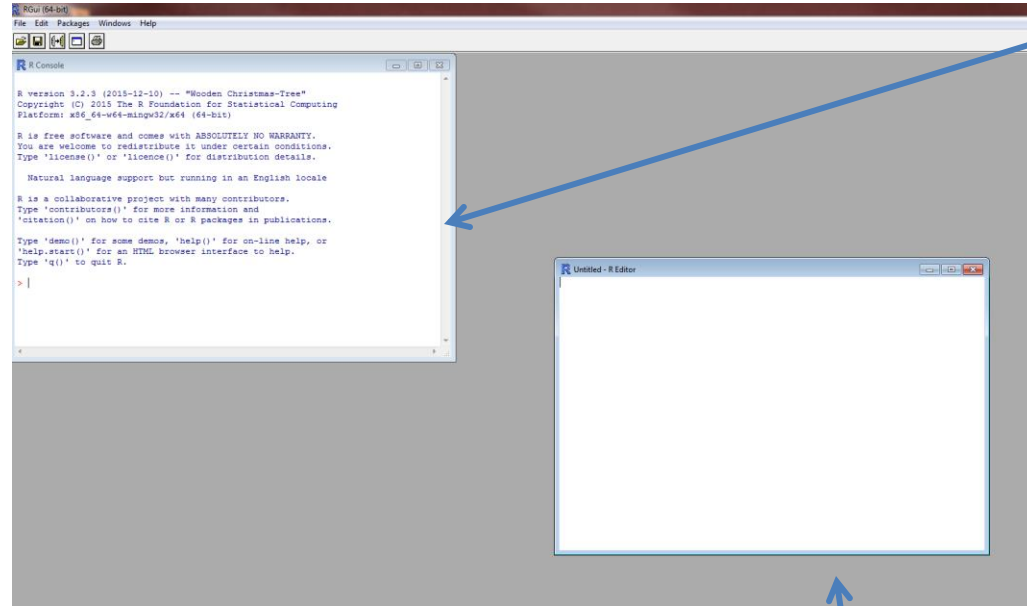 RGui (64-bit)
File Edit Packages Windows Help
R Console
R version 3.2.3 (2015-12-10) -- "Wooden Christmas-Tree"
Copyright (C) 2015 The R Foundation for Statistical Computing
Platform: x86_64-w64-mingw32/x64 (64-bit)
R is free software and comes with ABSOLUTELY NO WARRANTY.
You are welcome to redistribute it under certain conditions.
Type 'license()' or 'licence()' for distribution details.
Natural language support but running in an English locale
R is a collaborative project with many contributors.
Type 'contributors()' for more information and
'citation()' on how to cite R or R packages in publications.
Type 'demo()' for some demos, 'help()' for on-line help, or
'help.start()' for an HTML browser interface to help.
Type 'q()' to quit R.
>
Untitled - R Editor